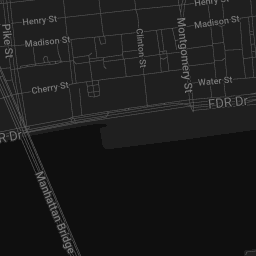 Henry St
Henry St
Madison St
Madison St
Pike St
Clinton St
Montgomery St
Cherry St
Water St
FDR Dr
R Dr
Manhattan Bridge